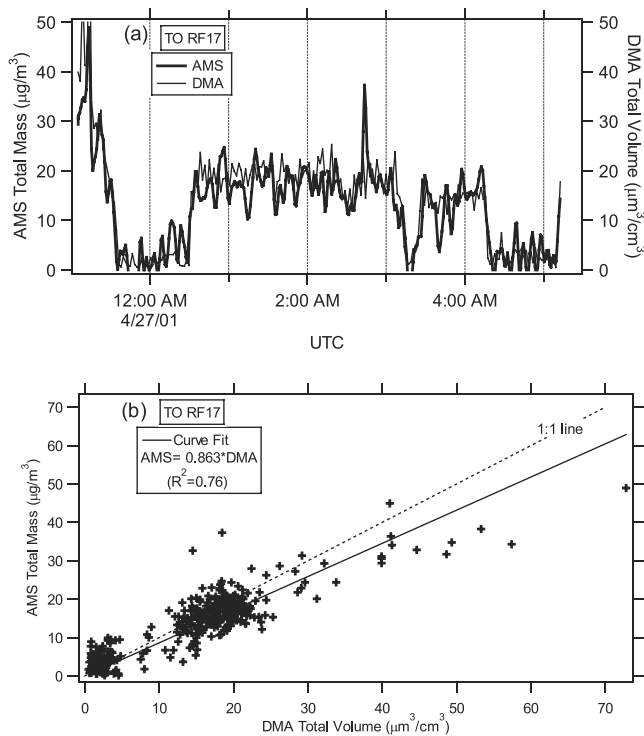 (a)
TO RF17
AMS
DMA
AMS Total Mass (µg/m³)
50
40
30
20
10
0
50
40
30
20
10
0
DMA Total Volume (µm³/cm³)
12:00 AM
4/27/01
2:00 AM
4:00 AM
UTC
(b)
TO RF17
Curve Fit
AMS= 0.863*DMA
(R²=0.76)
1:1 line
AMS Total Mass (µg/m³)
70
60
50
40
30
20
10
0
0
10
20
30
40
50
60
70
DMA Total Volume (µm³/cm³)